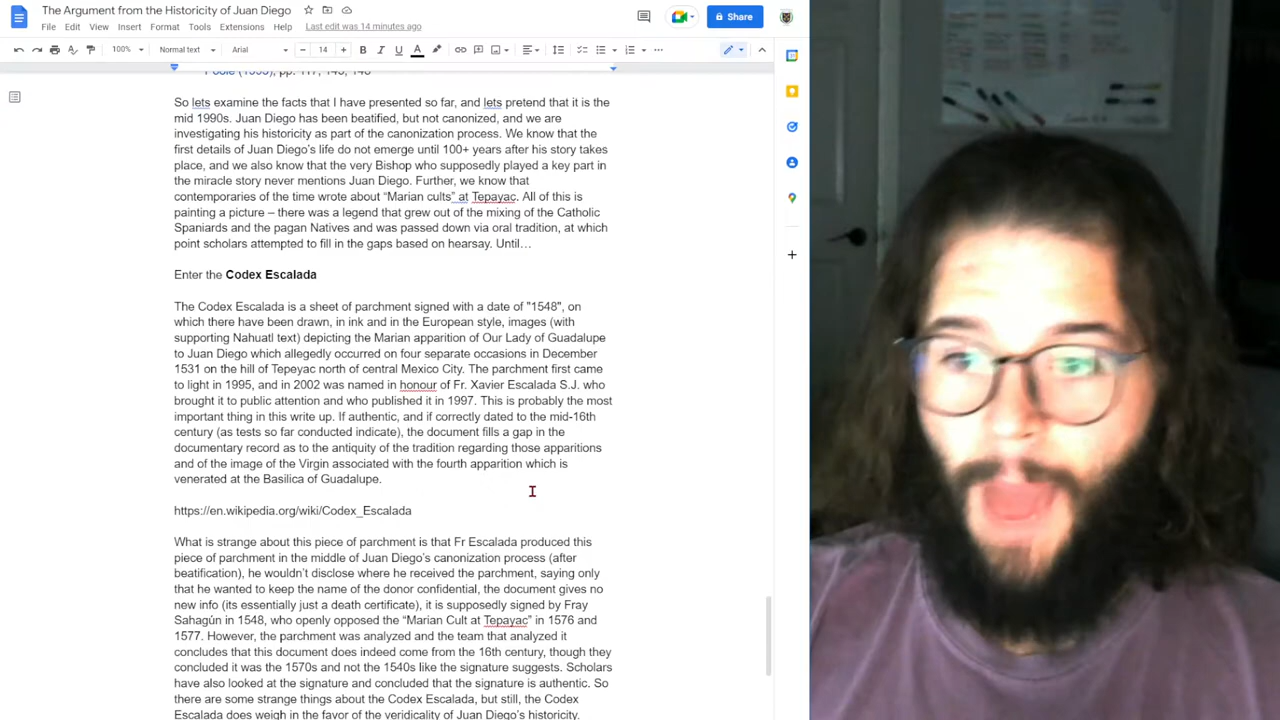 The Argument from the Historicity of Juan Diego
File Edit View Insert Format Tools Extensions Help Last edit was 14 minutes ago
Share
100% Normal text Arial 14
Poole (1995), pp. 117, 145, 148
So lets examine the facts that I have presented so far, and lets pretend that it is the
mid 1990s. Juan Diego has been beatified, but not canonized, and we are
investigating his historicity as part of the canonization process. We know that the
first details of Juan Diego's life do not emerge until 100+ years after his story takes
place, and we also know that the very Bishop who supposedly played a key part in
the miracle story never mentions Juan Diego. Further, we know that
contemporaries of the time wrote about “Marian cults” at Tepayac. All of this is
painting a picture – there was a legend that grew out of the mixing of the Catholic
Spaniards and the pagan Natives and was passed down via oral tradition, at which
point scholars attempted to fill in the gaps based on hearsay. Until…
Enter the Codex Escalada
The Codex Escalada is a sheet of parchment signed with a date of "1548", on
which there have been drawn, in ink and in the European style, images (with
supporting Nahuatl text) depicting the Marian apparition of Our Lady of Guadalupe
to Juan Diego which allegedly occurred on four separate occasions in December
1531 on the hill of Tepeyac north of central Mexico City. The parchment first came
to light in 1995, and in 2002 was named in honour of Fr. Xavier Escalada S.J. who
brought it to public attention and who published it in 1997. This is probably the most
important thing in this write up. If authentic, and if correctly dated to the mid-16th
century (as tests so far conducted indicate), the document fills a gap in the
documentary record as to the antiquity of the tradition regarding those apparitions
and of the image of the Virgin associated with the fourth apparition which is
venerated at the Basilica of Guadalupe.
https://en.wikipedia.org/wiki/Codex_Escalada
What is strange about this piece of parchment is that Fr Escalada produced this
piece of parchment in the middle of Juan Diego's canonization process (after
beatification), he wouldn't disclose where he received the parchment, saying only
that he wanted to keep the name of the donor confidential, the document gives no
new info (its essentially just a death certificate), it is supposedly signed by Fray
Sahagún in 1548, who openly opposed the “Marian Cult at Tepayac” in 1576 and
1577. However, the parchment was analyzed and the team that analyzed it
concludes that this document does indeed come from the 16th century, though they
concluded it was the 1570s and not the 1540s like the signature suggests. Scholars
have also looked at the signature and concluded that the signature is authentic. So
there are some strange things about the Codex Escalada, but still, the Codex
Escalada does weigh in the favor of the veridicality of Juan Diego's historicity.